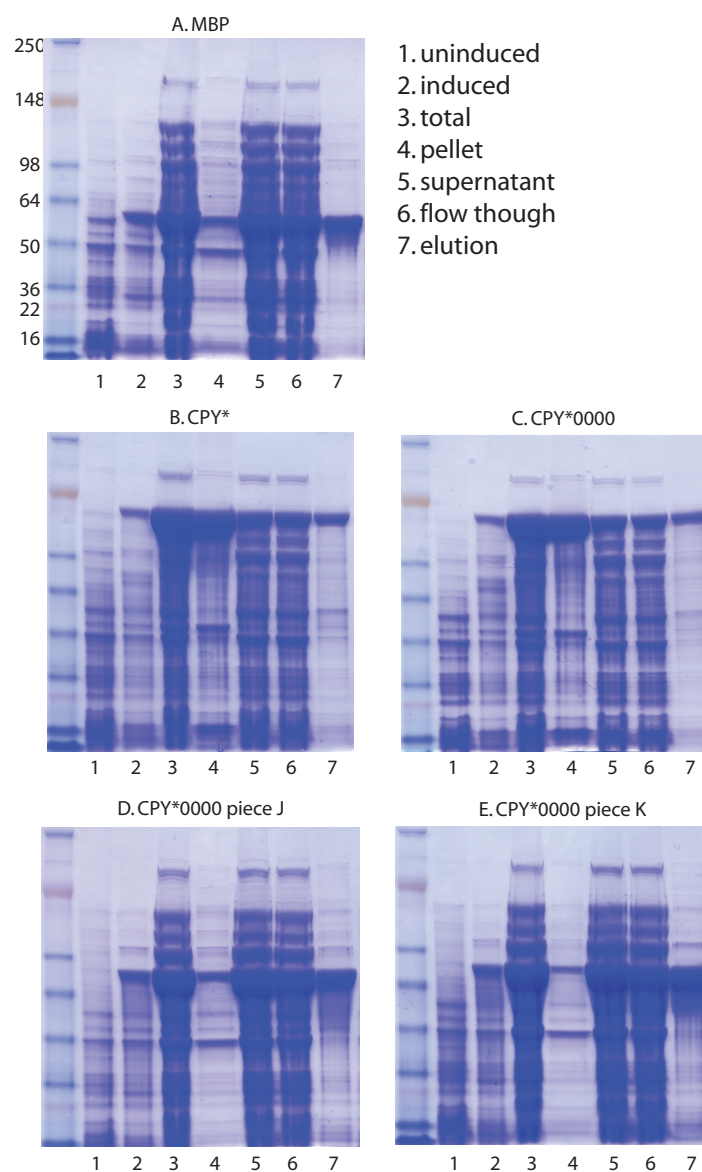 A. MBP
250
148
98
64
50
36
22
16
1 2 3 4 5 6 7
1. uninduced
2. induced
3. total
4. pellet
5. supernatant
6. flow though
7. elution
B. CPY*
1 2 3 4 5 6 7
C. CPY*0000
1 2 3 4 5 6 7
D. CPY*0000 piece J
1 2 3 4 5 6 7
E. CPY*0000 piece K
1 2 3 4 5 6 7